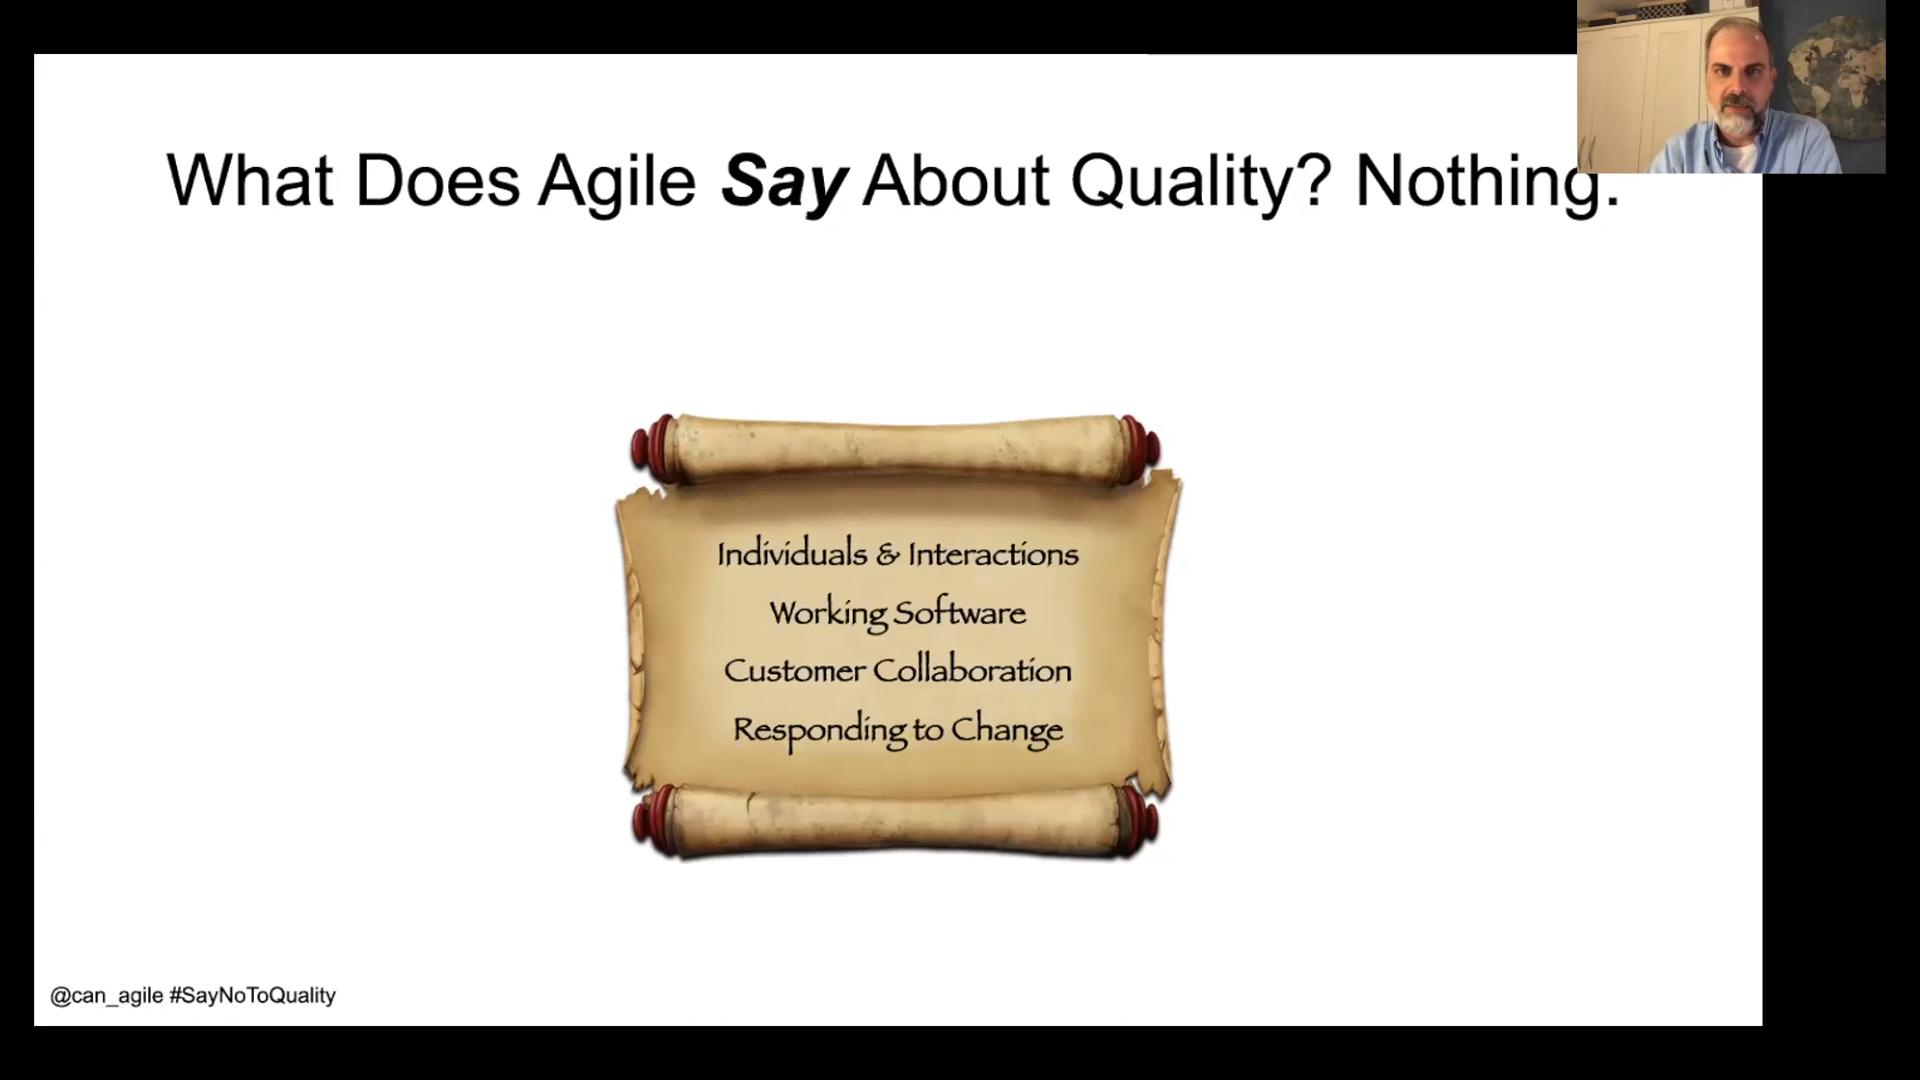 What Does Agile Say About Quality? Nothing.
Individuals & Interactions
Working Software
Customer Collaboration
Responding to Change
@can_agile #SayNoToQuality